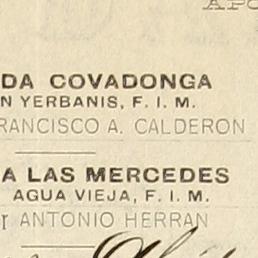 APO
DA COVADONGA
N YERBANIS, F. I. M.
RANCISCO A. CALDERON
A LAS MERCEDES
AGUA VIEJA, F. I. M.
I ANTONIO HERRAN